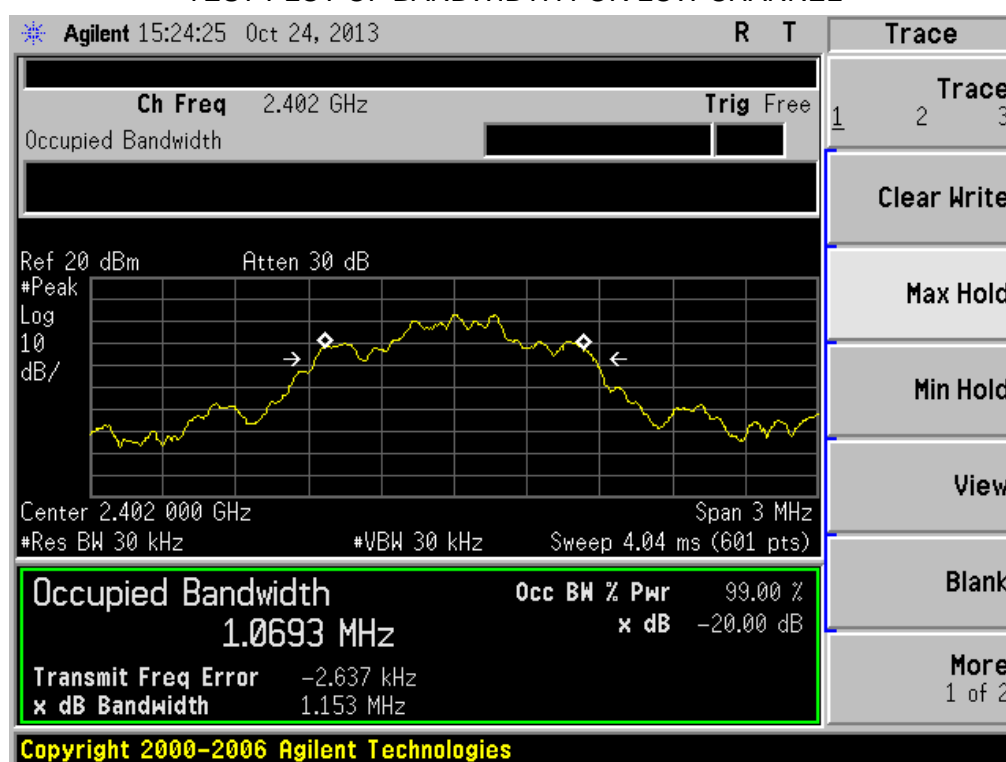 Agilent 15:24:25 Oct 24, 2013 R T
Trace
Ch Freq 2.402 GHz Trig Free
Occupied Bandwidth
Trace
1 2 3
Clear Write
Max Hold
Min Hold
View
Blank
More
1 of 2
Ref 20 dBm Atten 30 dB
#Peak
Log
10
dB/
Center 2.402 000 GHz Span 3 MHz
#Res BW 30 kHz #VBW 30 kHz Sweep 4.04 ms (601 pts)
Occupied Bandwidth
1.0693 MHz
Occ BW % Pwr 99.00 %
x dB -20.00 dB
Transmit Freq Error -2.637 kHz
x dB Bandwidth 1.153 MHz
Copyright 2000-2006 Agilent Technologies